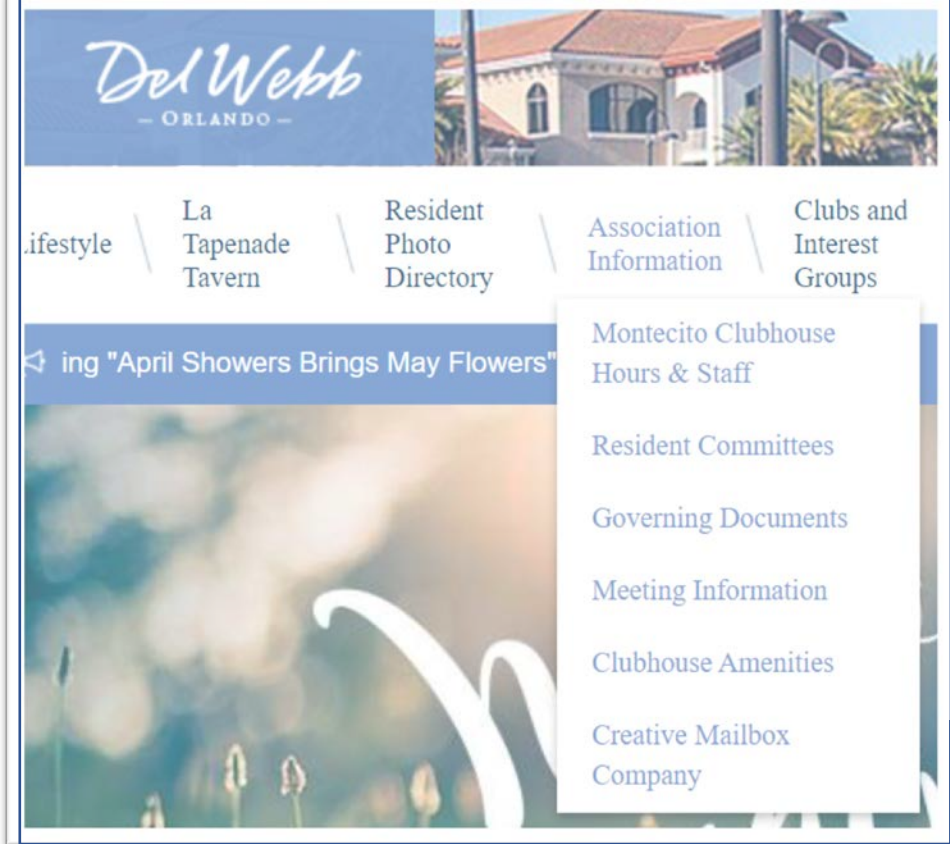 Del Webb
– ORLANDO –
ifestyle
La
Tapenade
Tavern
Resident
Photo
Directory
Association
Information
Clubs and
Interest
Groups
ing "April Showers Brings May Flowers"
Montecito Clubhouse
Hours & Staff
Resident Committees
Governing Documents
Meeting Information
Clubhouse Amenities
Creative Mailbox
Company